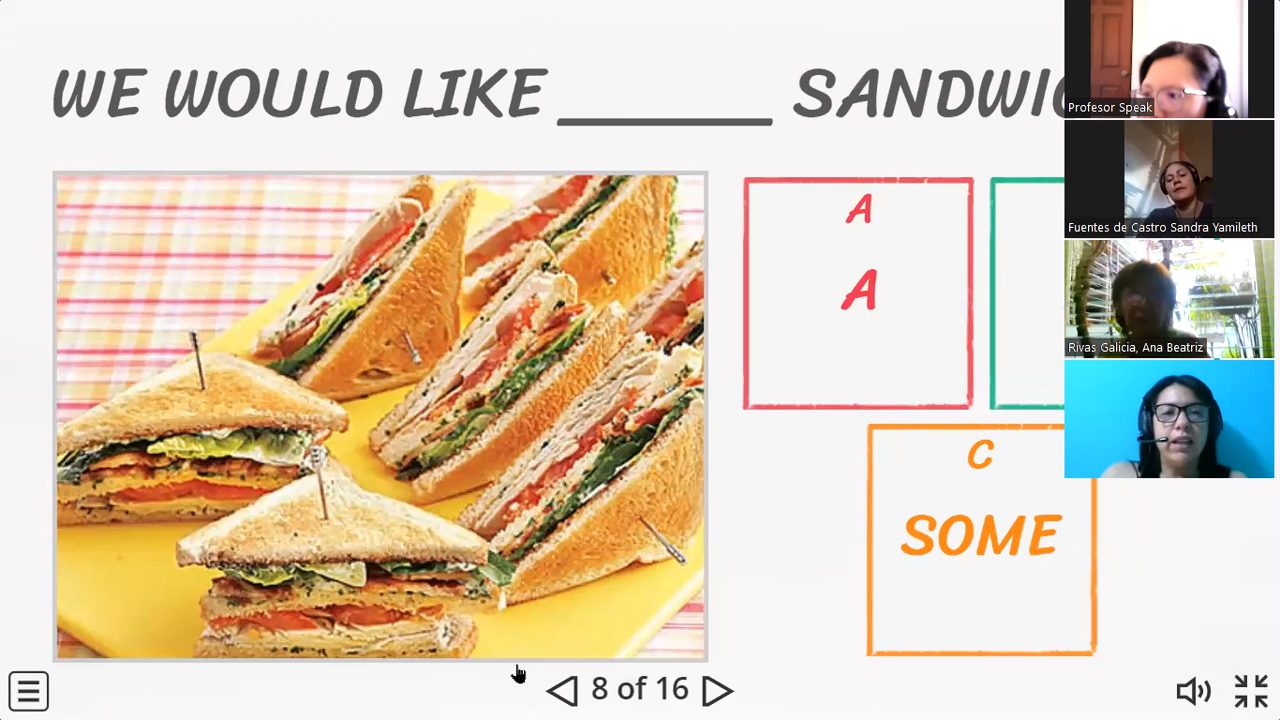 WE WOULD LIKE ________ SANDWIC
A
A
C
SOME
8 of 16
Profesor Speak
Fuentes de Castro Sandra Yamileth
Rivas Galicia, Ana Beatriz